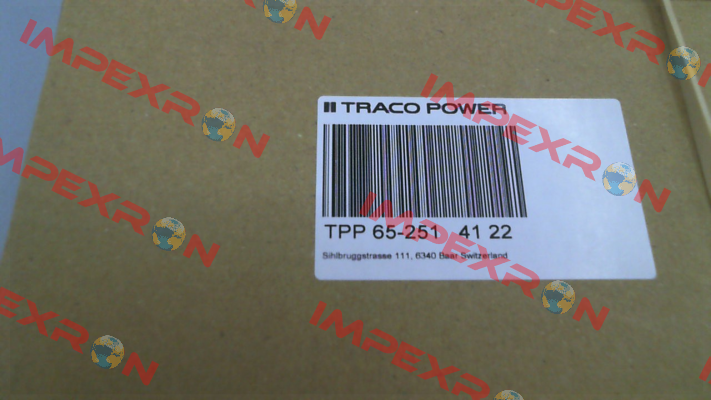 TRACO POWER
TPP 65-251 41 22
Sihlbruggstrasse 111, 6340 Baar Switzerland
IMPEXRON
IMPEXRON
IMPEXRON
IMPEXRON
IMPEXRON
IMPEXRON
IMPEXRON